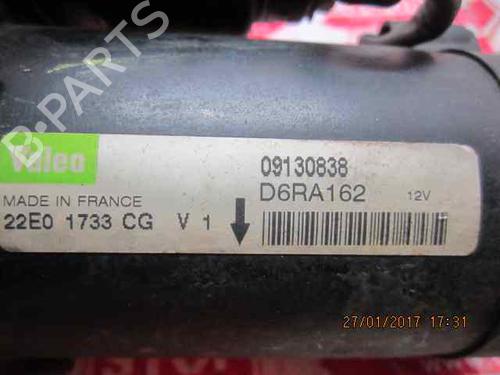 B-PARTS
Valeo
09130838
D6RA162 12V
MADE IN FRANCE
22E0 1733 CG V 1
27/01/2017 17:31